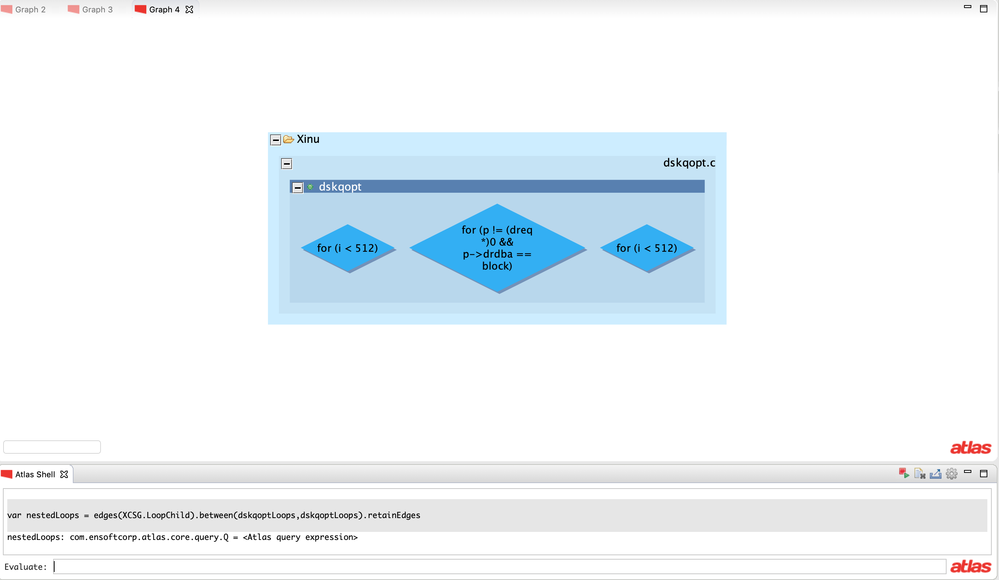 Graph 2
Graph 3
Graph 4
Xinu
dskqopt.c
dskqopt
for (i < 512)
for (p != (dreq
*)0 &&
p->drdba ==
block)
for (i < 512)
atlas
Atlas Shell
var nestedLoops = edges(XCSG.LoopChild).between(dskqoptLoops,dskqoptLoops).retainEdges
nestedLoops: com.ensoftcorp.atlas.core.query.Q = <Atlas query expression>
Evaluate:
atlas